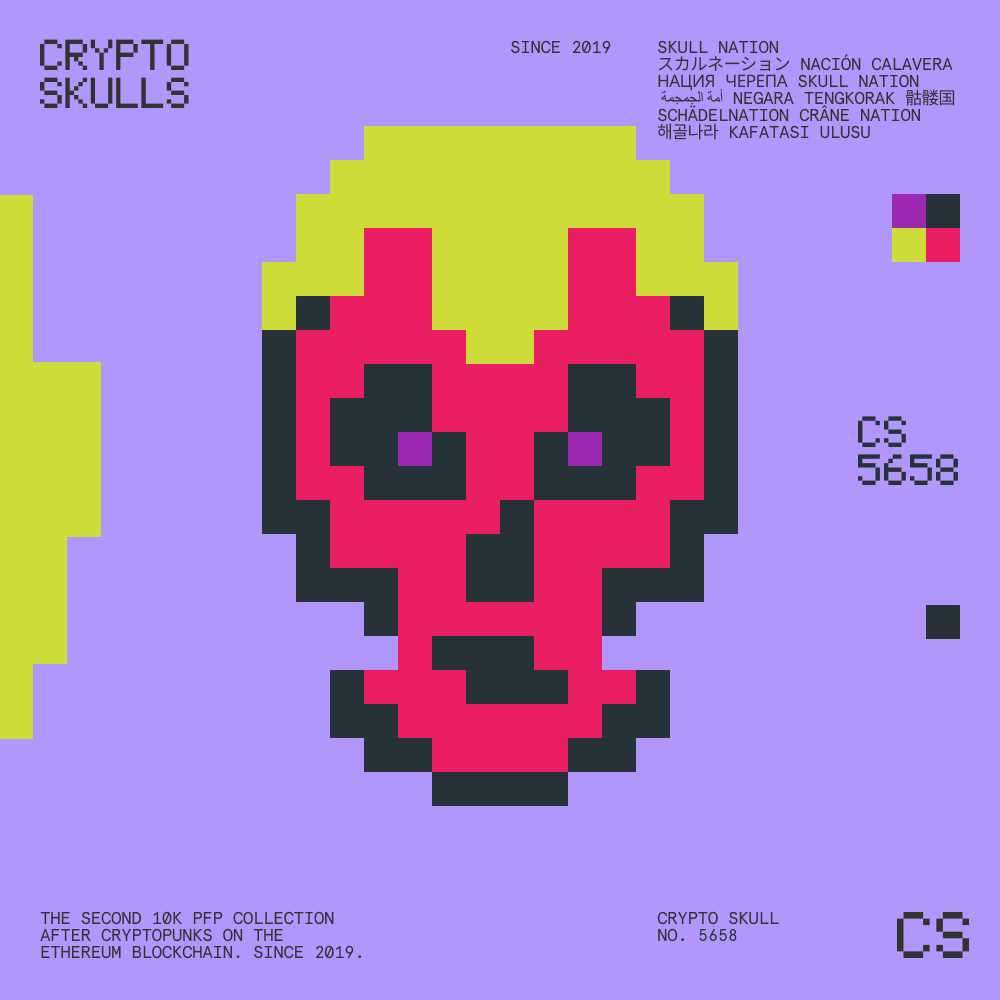 CRYPTO
SKULLS
SINCE 2019
SKULL NATION
スカルネーション NACIÓN CALAVERA
НАЦИЯ ЧЕРЕПА SKULL NATION
أمة الجمجمة NEGARA TENGKORAK 骷髅国
SCHÄDELNATION CRÂNE NATION
해골나라 KAFATASI ULUSU
CS
5658
THE SECOND 10K PFP COLLECTION
AFTER CRYPTOPUNKS ON THE
ETHEREUM BLOCKCHAIN. SINCE 2019.
CRYPTO SKULL
NO. 5658
CS